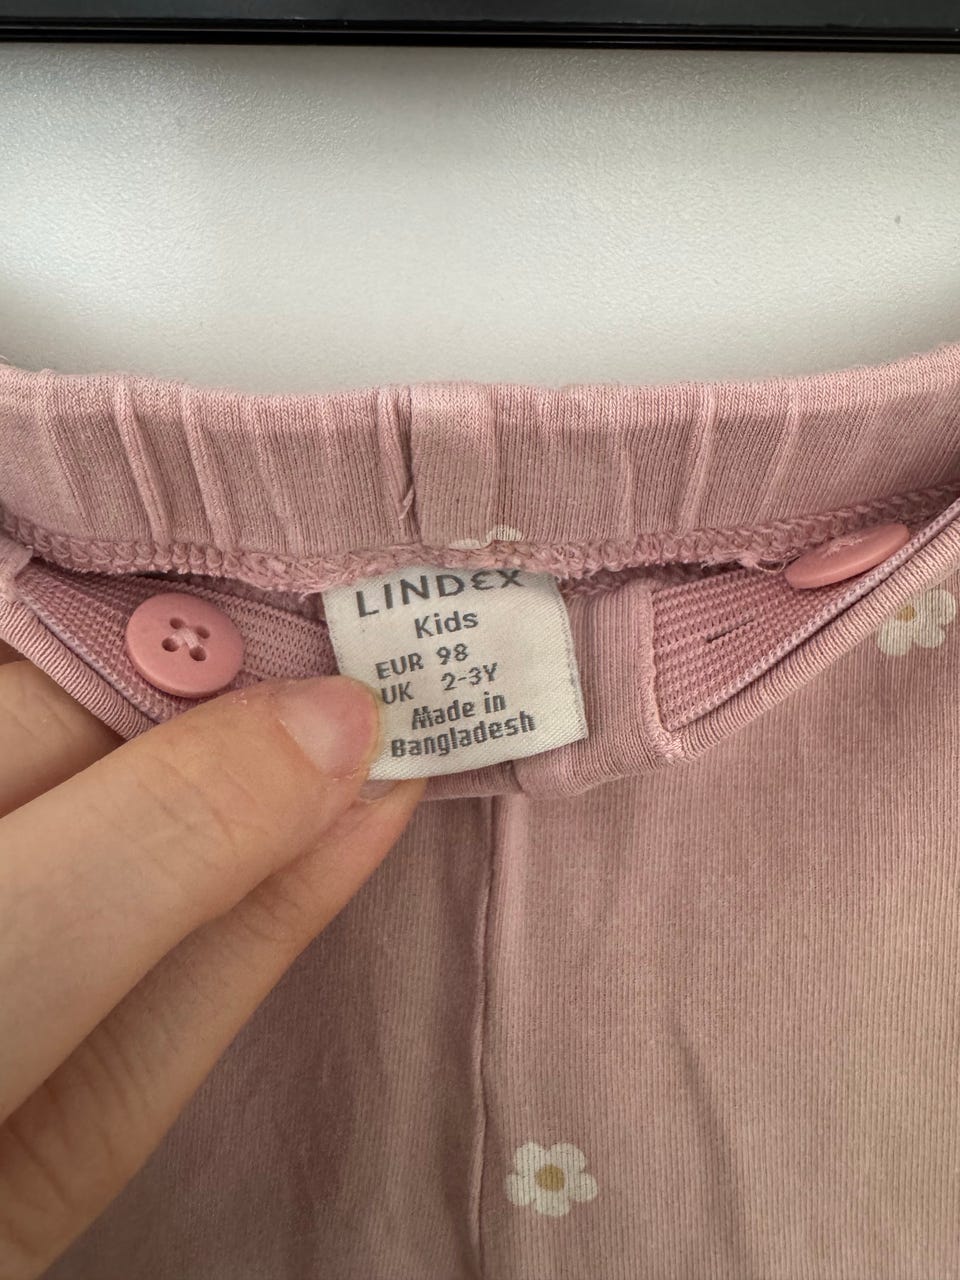 LINDEX
Kids
EUR 98
UK 2-3Y
Made in
Bangladesh